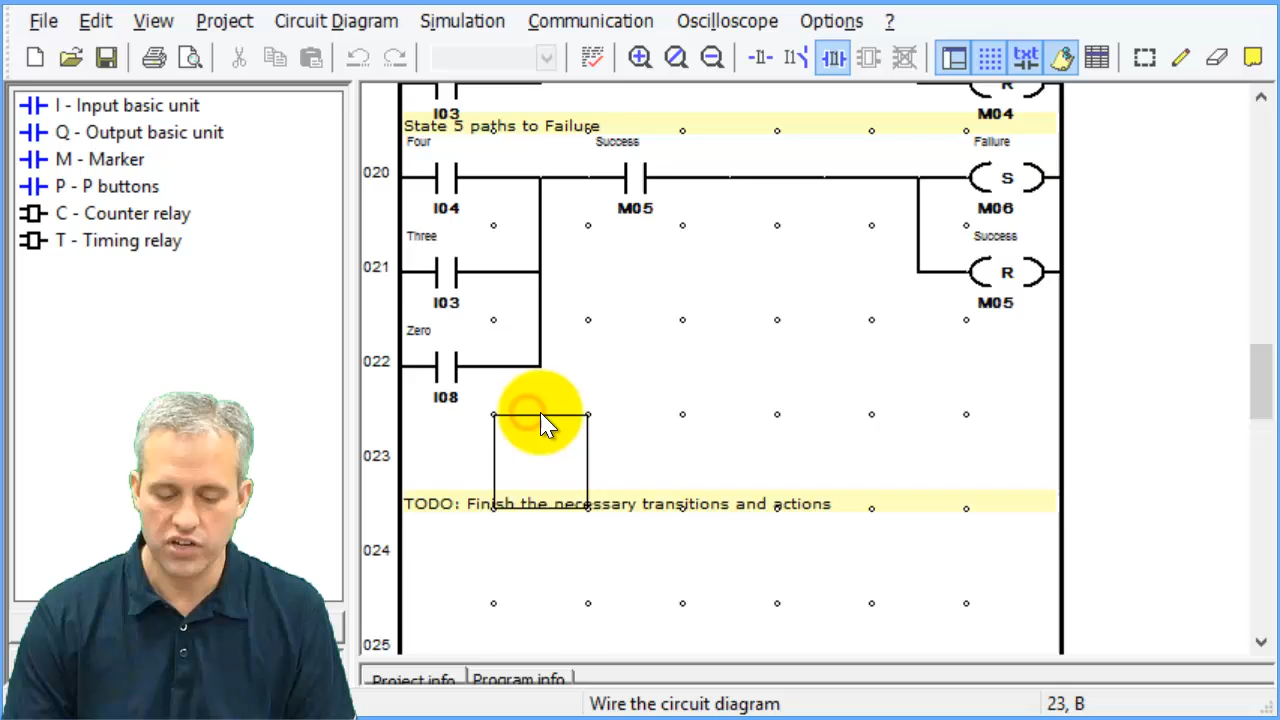 File Edit View Project Circuit Diagram Simulation Communication Oscilloscope Options ?
txt
I - Input basic unit
Q - Output basic unit
M - Marker
P - P buttons
C - Counter relay
T - Timing relay
I03 R M04
State 5 paths to Failure
Four Success Failure
020 S
I04 M05 M06
Three Success
021 R
I03 M05
Zero
022
I08
023
TODO: Finish the necessary transitions and actions
024
025
Project info Program info
Wire the circuit diagram 23, B